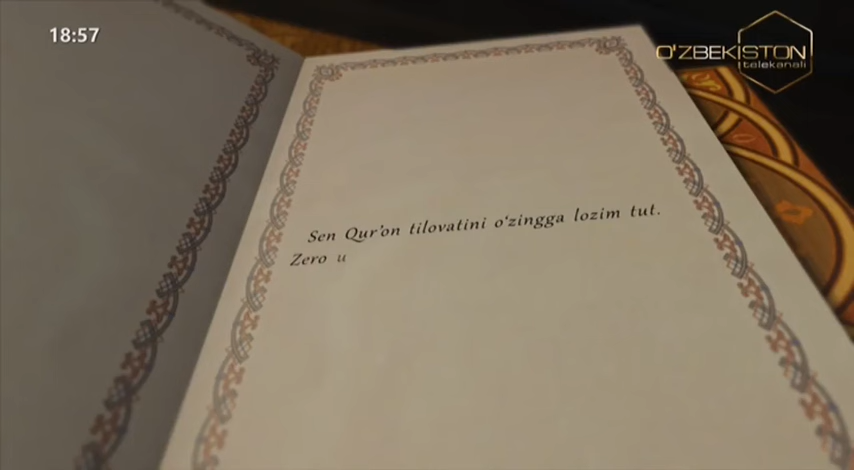 18:57
O'ZBEKISTON
telekanali
Sen Qur'on tilovatini o'zingga lozim tut.
Zero u